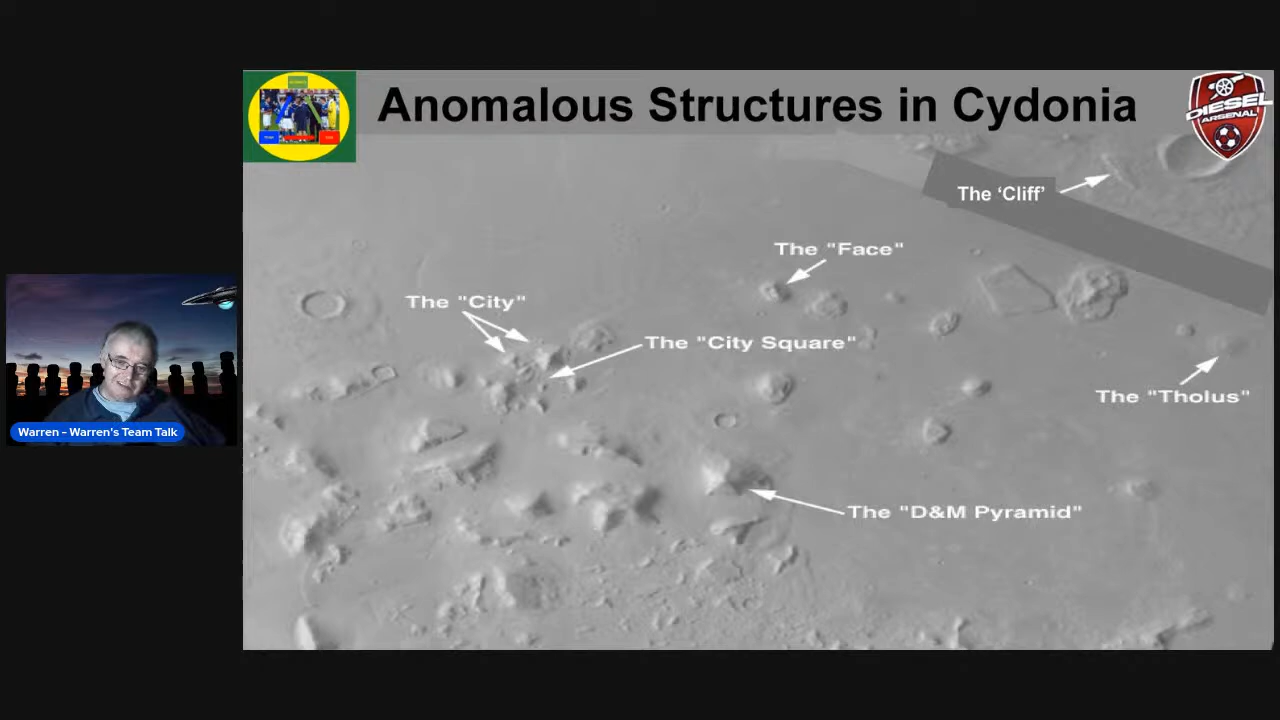 Anomalous Structures in Cydonia
DIESEL
ARSENAL
The ‘Cliff’
The "Face"
The "City"
The "City Square"
The "Tholus"
The "D&M Pyramid"
Warren – Warren's Team Talk